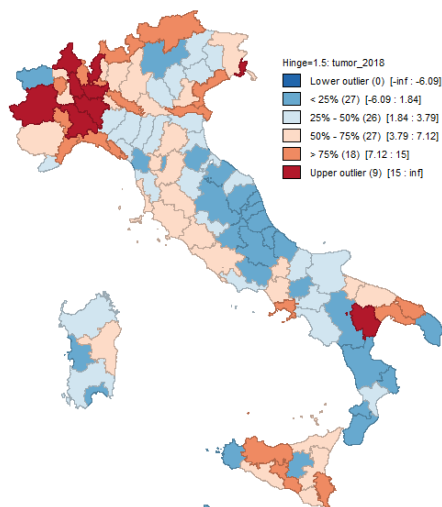 Hinge=1.5: tumor_2018
Lower outlier (0) [-inf : -6.09]
< 25% (27) [-6.09 : 1.84]
25% - 50% (26) [1.84 : 3.79]
50% - 75% (27) [3.79 : 7.12]
> 75% (18) [7.12 : 15]
Upper outlier (9) [15 : inf]